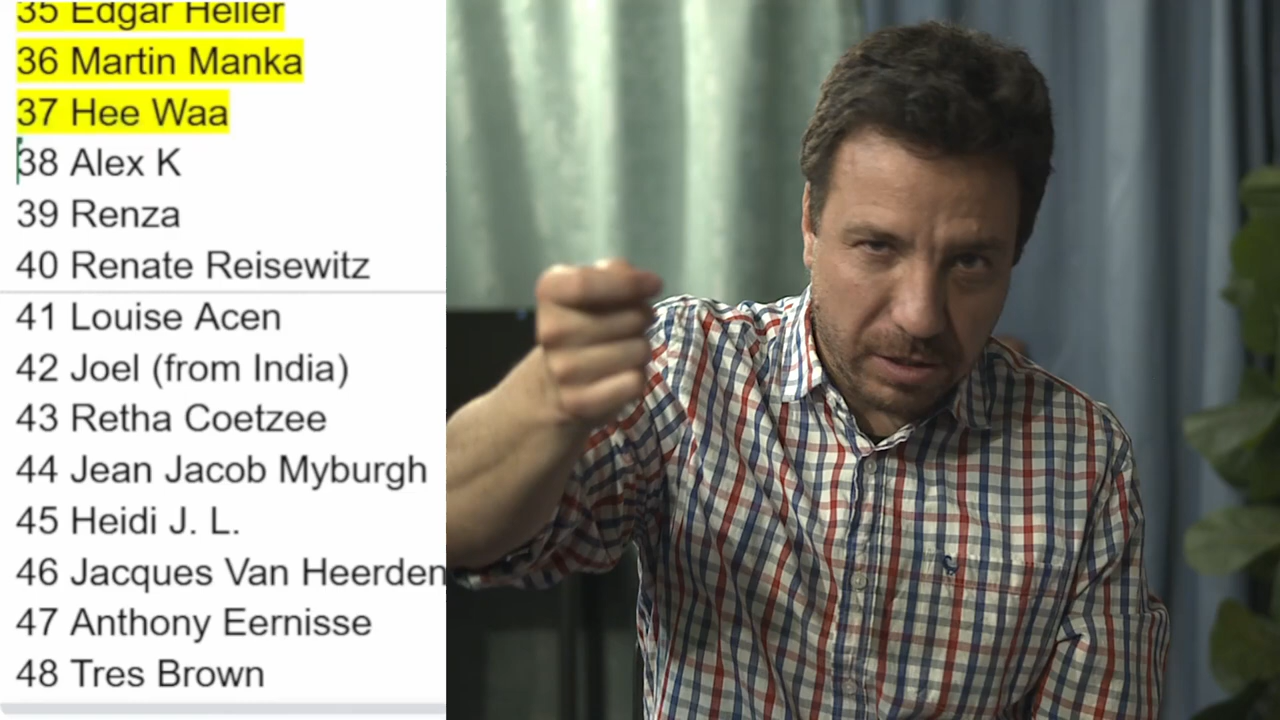 35 Edgar Heller
36 Martin Manka
37 Hee Waa
38 Alex K
39 Renza
40 Renate Reisewitz
41 Louise Acen
42 Joel (from India)
43 Retha Coetzee
44 Jean Jacob Myburgh
45 Heidi J. L.
46 Jacques Van Heerden
47 Anthony Eernisse
48 Tres Brown